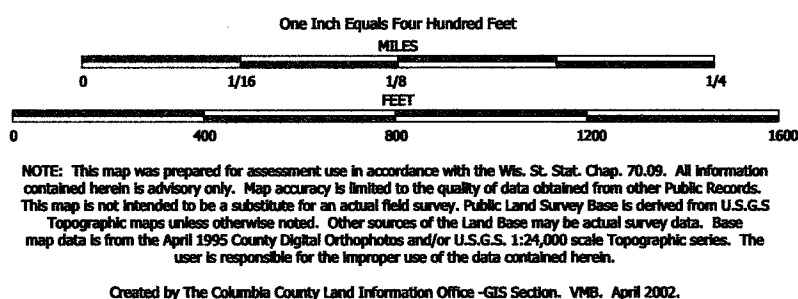 One Inch Equals Four Hundred Feet
MILES
0 1/16 1/8 1/4
FEET
0 400 800 1200 1600
NOTE: This map was prepared for assessment use in accordance with the Wis. St. Stat. Chap. 70.09. All information
contained herein is advisory only. Map accuracy is limited to the quality of data obtained from other Public Records.
This map is not intended to be a substitute for an actual field survey. Public Land Survey Base is derived from U.S.G.S
Topographic maps unless otherwise noted. Other sources of the Land Base may be actual survey data. Base
map data is from the April 1995 County Digital Orthophotos and/or U.S.G.S. 1:24,000 scale Topographic series. The
user is responsible for the improper use of the data contained herein.
Created by The Columbia County Land Information Office -GIS Section. VMB. April 2002.